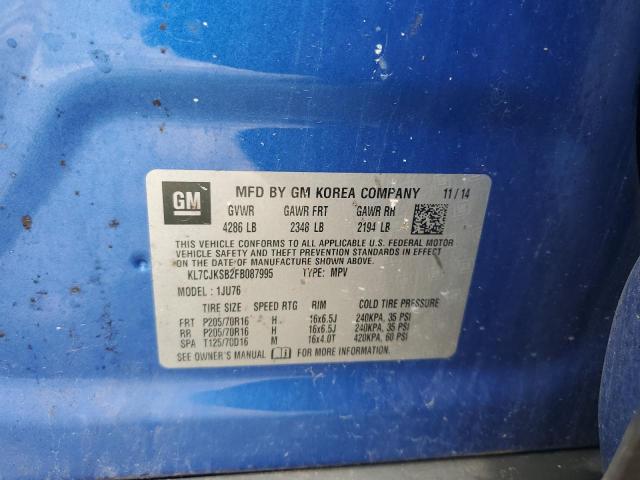 GM
MFD BY GM KOREA COMPANY 11/14
GVWR GAWR FRT GAWR RH
4286 LB 2348 LB 2194 LB
THIS VEHICLE CONFORMS TO ALL APPLICABLE U.S. FEDERAL MOTOR
VEHICLE SAFETY AND THEFT PREVENTION STANDARDS IN EFFECT
ON THE DATE OF MANUFACTURE SHOWN ABOVE.
KL7CJKSB2FB087995 TYPE: MPV
MODEL : 1JU76
TIRE SIZE SPEED RTG RIM COLD TIRE PRESSURE
FRT P205/70R16 H 16x6.5J 240KPA, 35 PSI
RR P205/70R16 H 16x6.5J 240KPA, 35 PSI
SPA T125/70D16 M 16x4.0T 420KPA, 60 PSI
SEE OWNER'S MANUAL FOR MORE INFORMATION.